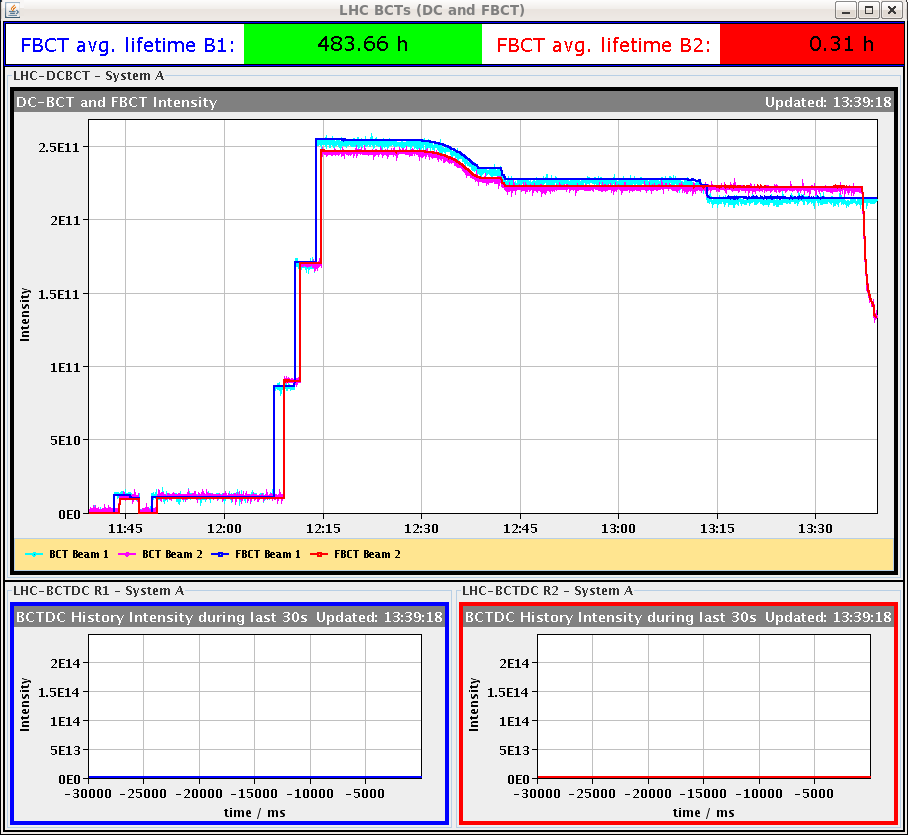 LHC BCTs (DC and FBCT)
FBCT avg. lifetime B1: 483.66 h FBCT avg. lifetime B2: 0.31 h
LHC-DCBCT - System A
DC-BCT and FBCT Intensity Updated: 13:39:18
Intensity
2.5E11
2E11
1.5E11
1E11
5E10
0E0
11:45 12:00 12:15 12:30 12:45 13:00 13:15 13:30
BCT Beam 1 BCT Beam 2 FBCT Beam 1 FBCT Beam 2
LHC-BCTDC R1 - System A
BCTDC History Intensity during last 30s Updated: 13:39:18
Intensity
2E14
1.5E14
1E14
5E13
0E0
-30000 -25000 -20000 -15000 -10000 -5000
time / ms
LHC-BCTDC R2 - System A
BCTDC History Intensity during last 30s Updated: 13:39:18
Intensity
2E14
1.5E14
1E14
5E13
0E0
-30000 -25000 -20000 -15000 -10000 -5000
time / ms